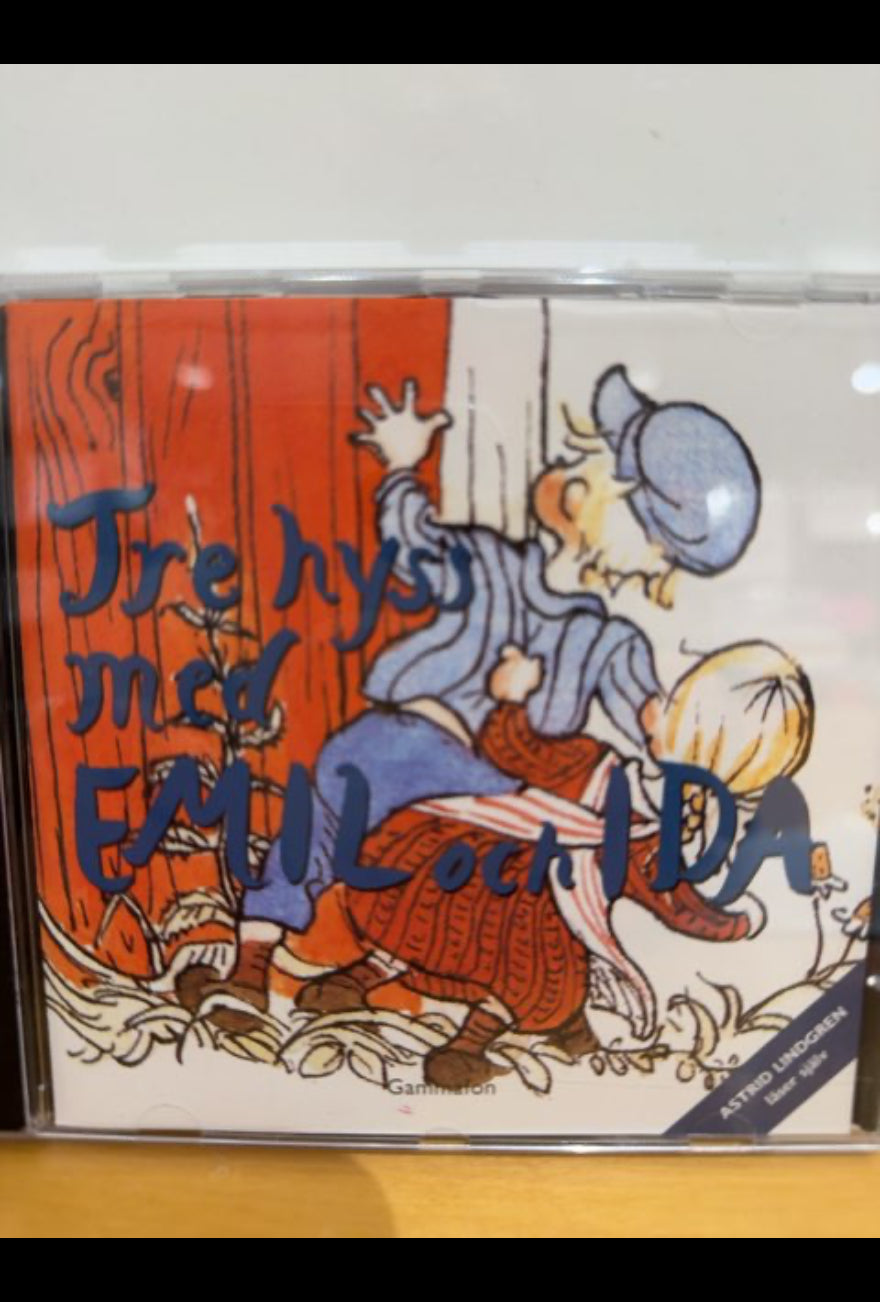 Tre hyss
med
EMIL och IDA
Gammafon
ASTRID LINDGREN
läser själv